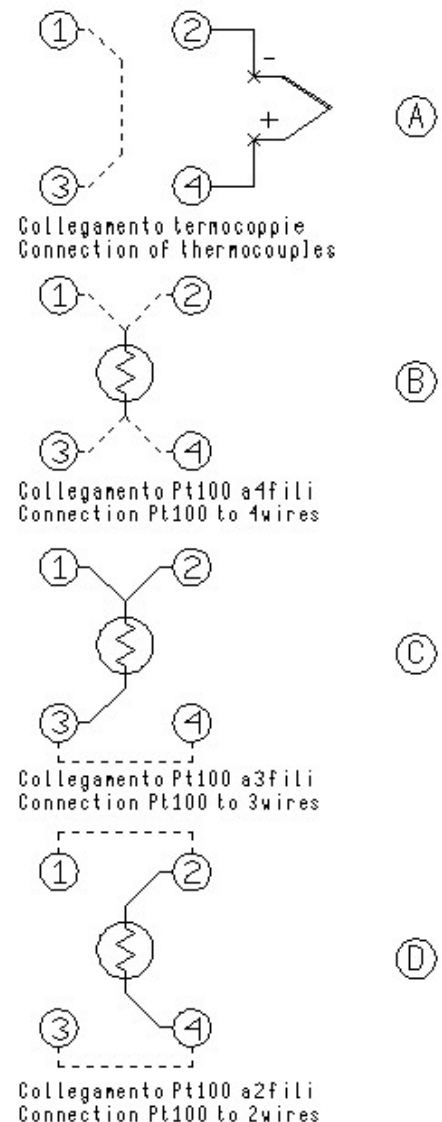 1 2
-
+
A
3 4
Collegamento termocoppie
Connection of thermocouples
1 2
B
3 4
Collegamento Pt100 a4fili
Connection Pt100 to 4wires
1 2
C
3 4
Collegamento Pt100 a3fili
Connection Pt100 to 3wires
1 2
D
3 4
Collegamento Pt100 a2fili
Connection Pt100 to 2wires